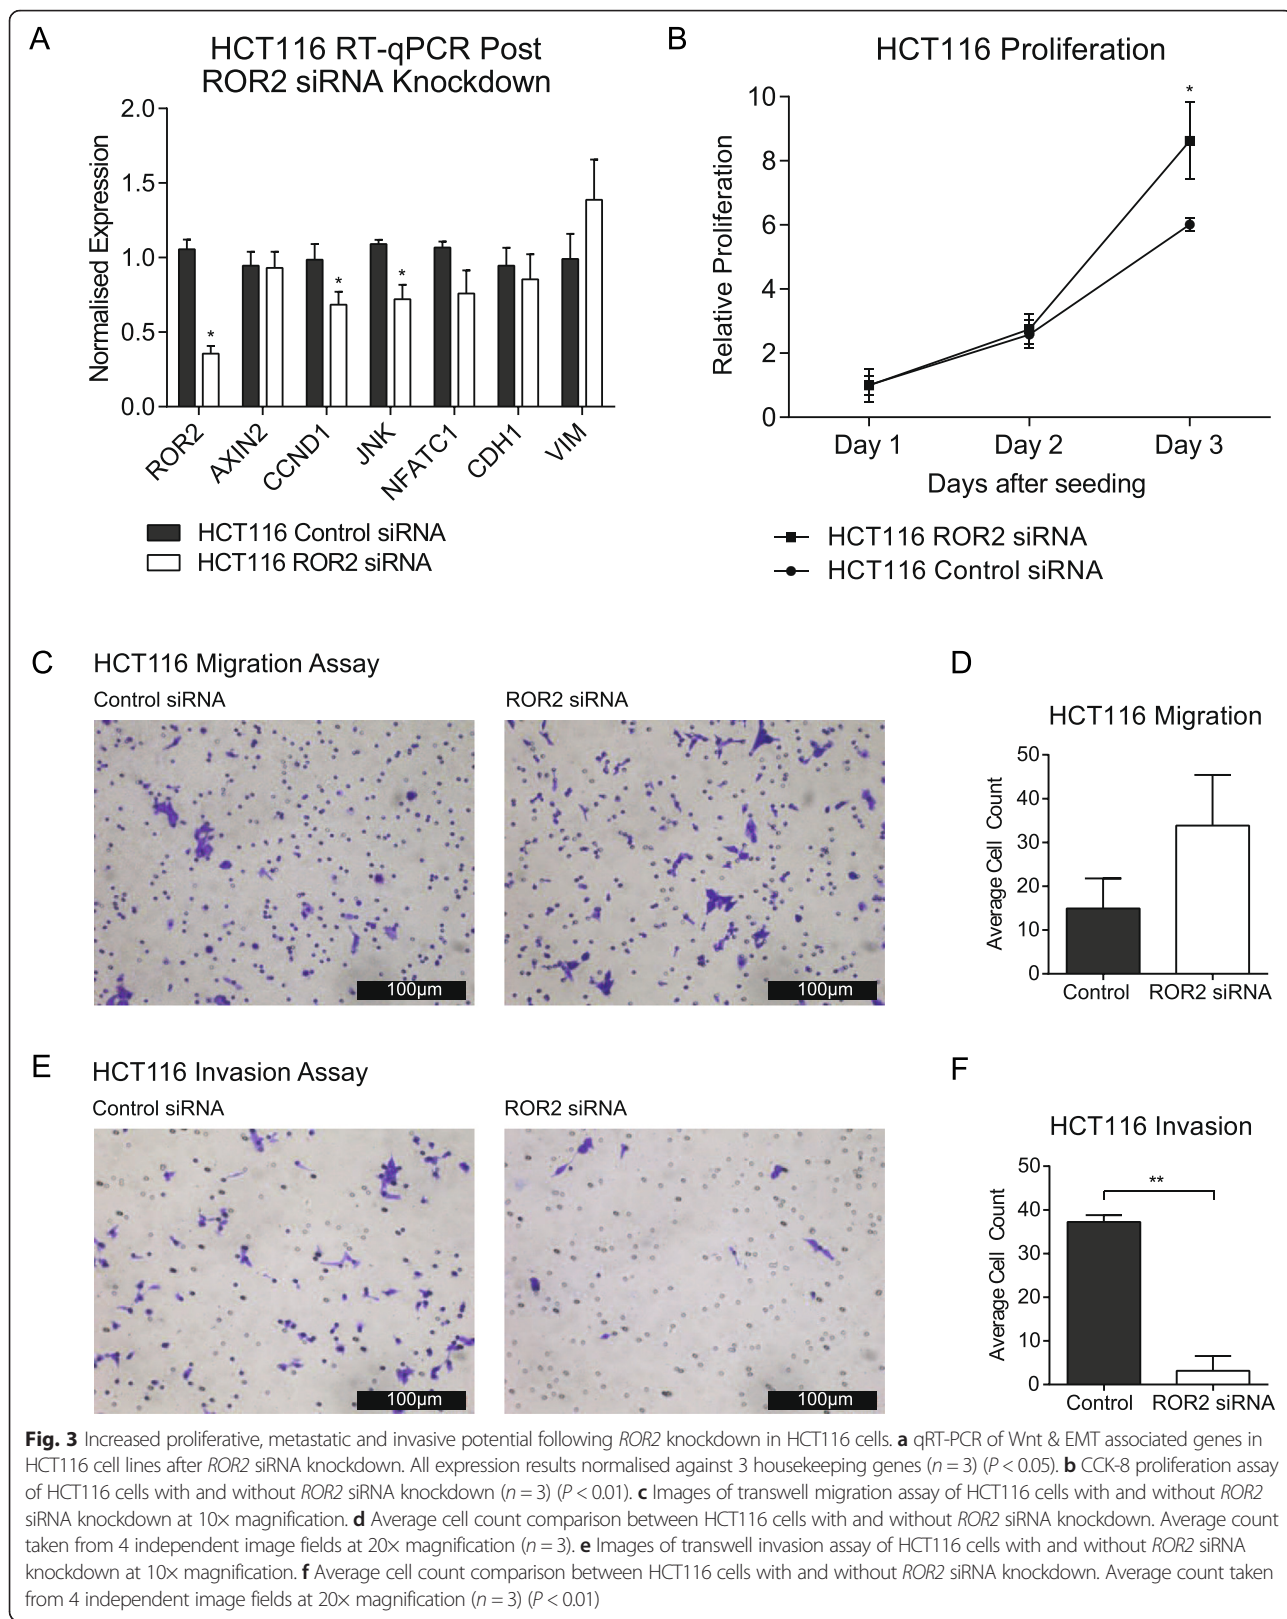 A
HCT116 RT-qPCR Post
ROR2 siRNA Knockdown
Normalised Expression
2.0
1.5
1.0
0.5
0.0
*
*
*
ROR2
AXIN2
CCND1
JNK
NFATC1
CDH1
VIM
HCT116 Control siRNA
HCT116 ROR2 siRNA
B
HCT116 Proliferation
Relative Proliferation
10
8
6
4
2
0
*
Day 1
Day 2
Day 3
Days after seeding
HCT116 ROR2 siRNA
HCT116 Control siRNA
C
HCT116 Migration Assay
Control siRNA
ROR2 siRNA
100µm
100µm
D
HCT116 Migration
Average Cell Count
50
40
30
20
10
0
Control
ROR2 siRNA
E
HCT116 Invasion Assay
Control siRNA
ROR2 siRNA
100µm
100µm
F
HCT116 Invasion
Average Cell Count
50
40
30
20
10
0
**
Control
ROR2 siRNA
Fig. 3 Increased proliferative, metastatic and invasive potential following ROR2 knockdown in HCT116 cells. a qRT-PCR of Wnt & EMT associated genes in
HCT116 cell lines after ROR2 siRNA knockdown. All expression results normalised against 3 housekeeping genes (n = 3) (P < 0.05). b CCK-8 proliferation assay
of HCT116 cells with and without ROR2 siRNA knockdown (n = 3) (P < 0.01). c Images of transwell migration assay of HCT116 cells with and without ROR2
siRNA knockdown at 10× magnification. d Average cell count comparison between HCT116 cells with and without ROR2 siRNA knockdown. Average count
taken from 4 independent image fields at 20× magnification (n = 3). e Images of transwell invasion assay of HCT116 cells with and without ROR2 siRNA
knockdown at 10× magnification. f Average cell count comparison between HCT116 cells with and without ROR2 siRNA knockdown. Average count taken
from 4 independent image fields at 20× magnification (n = 3) (P < 0.01)